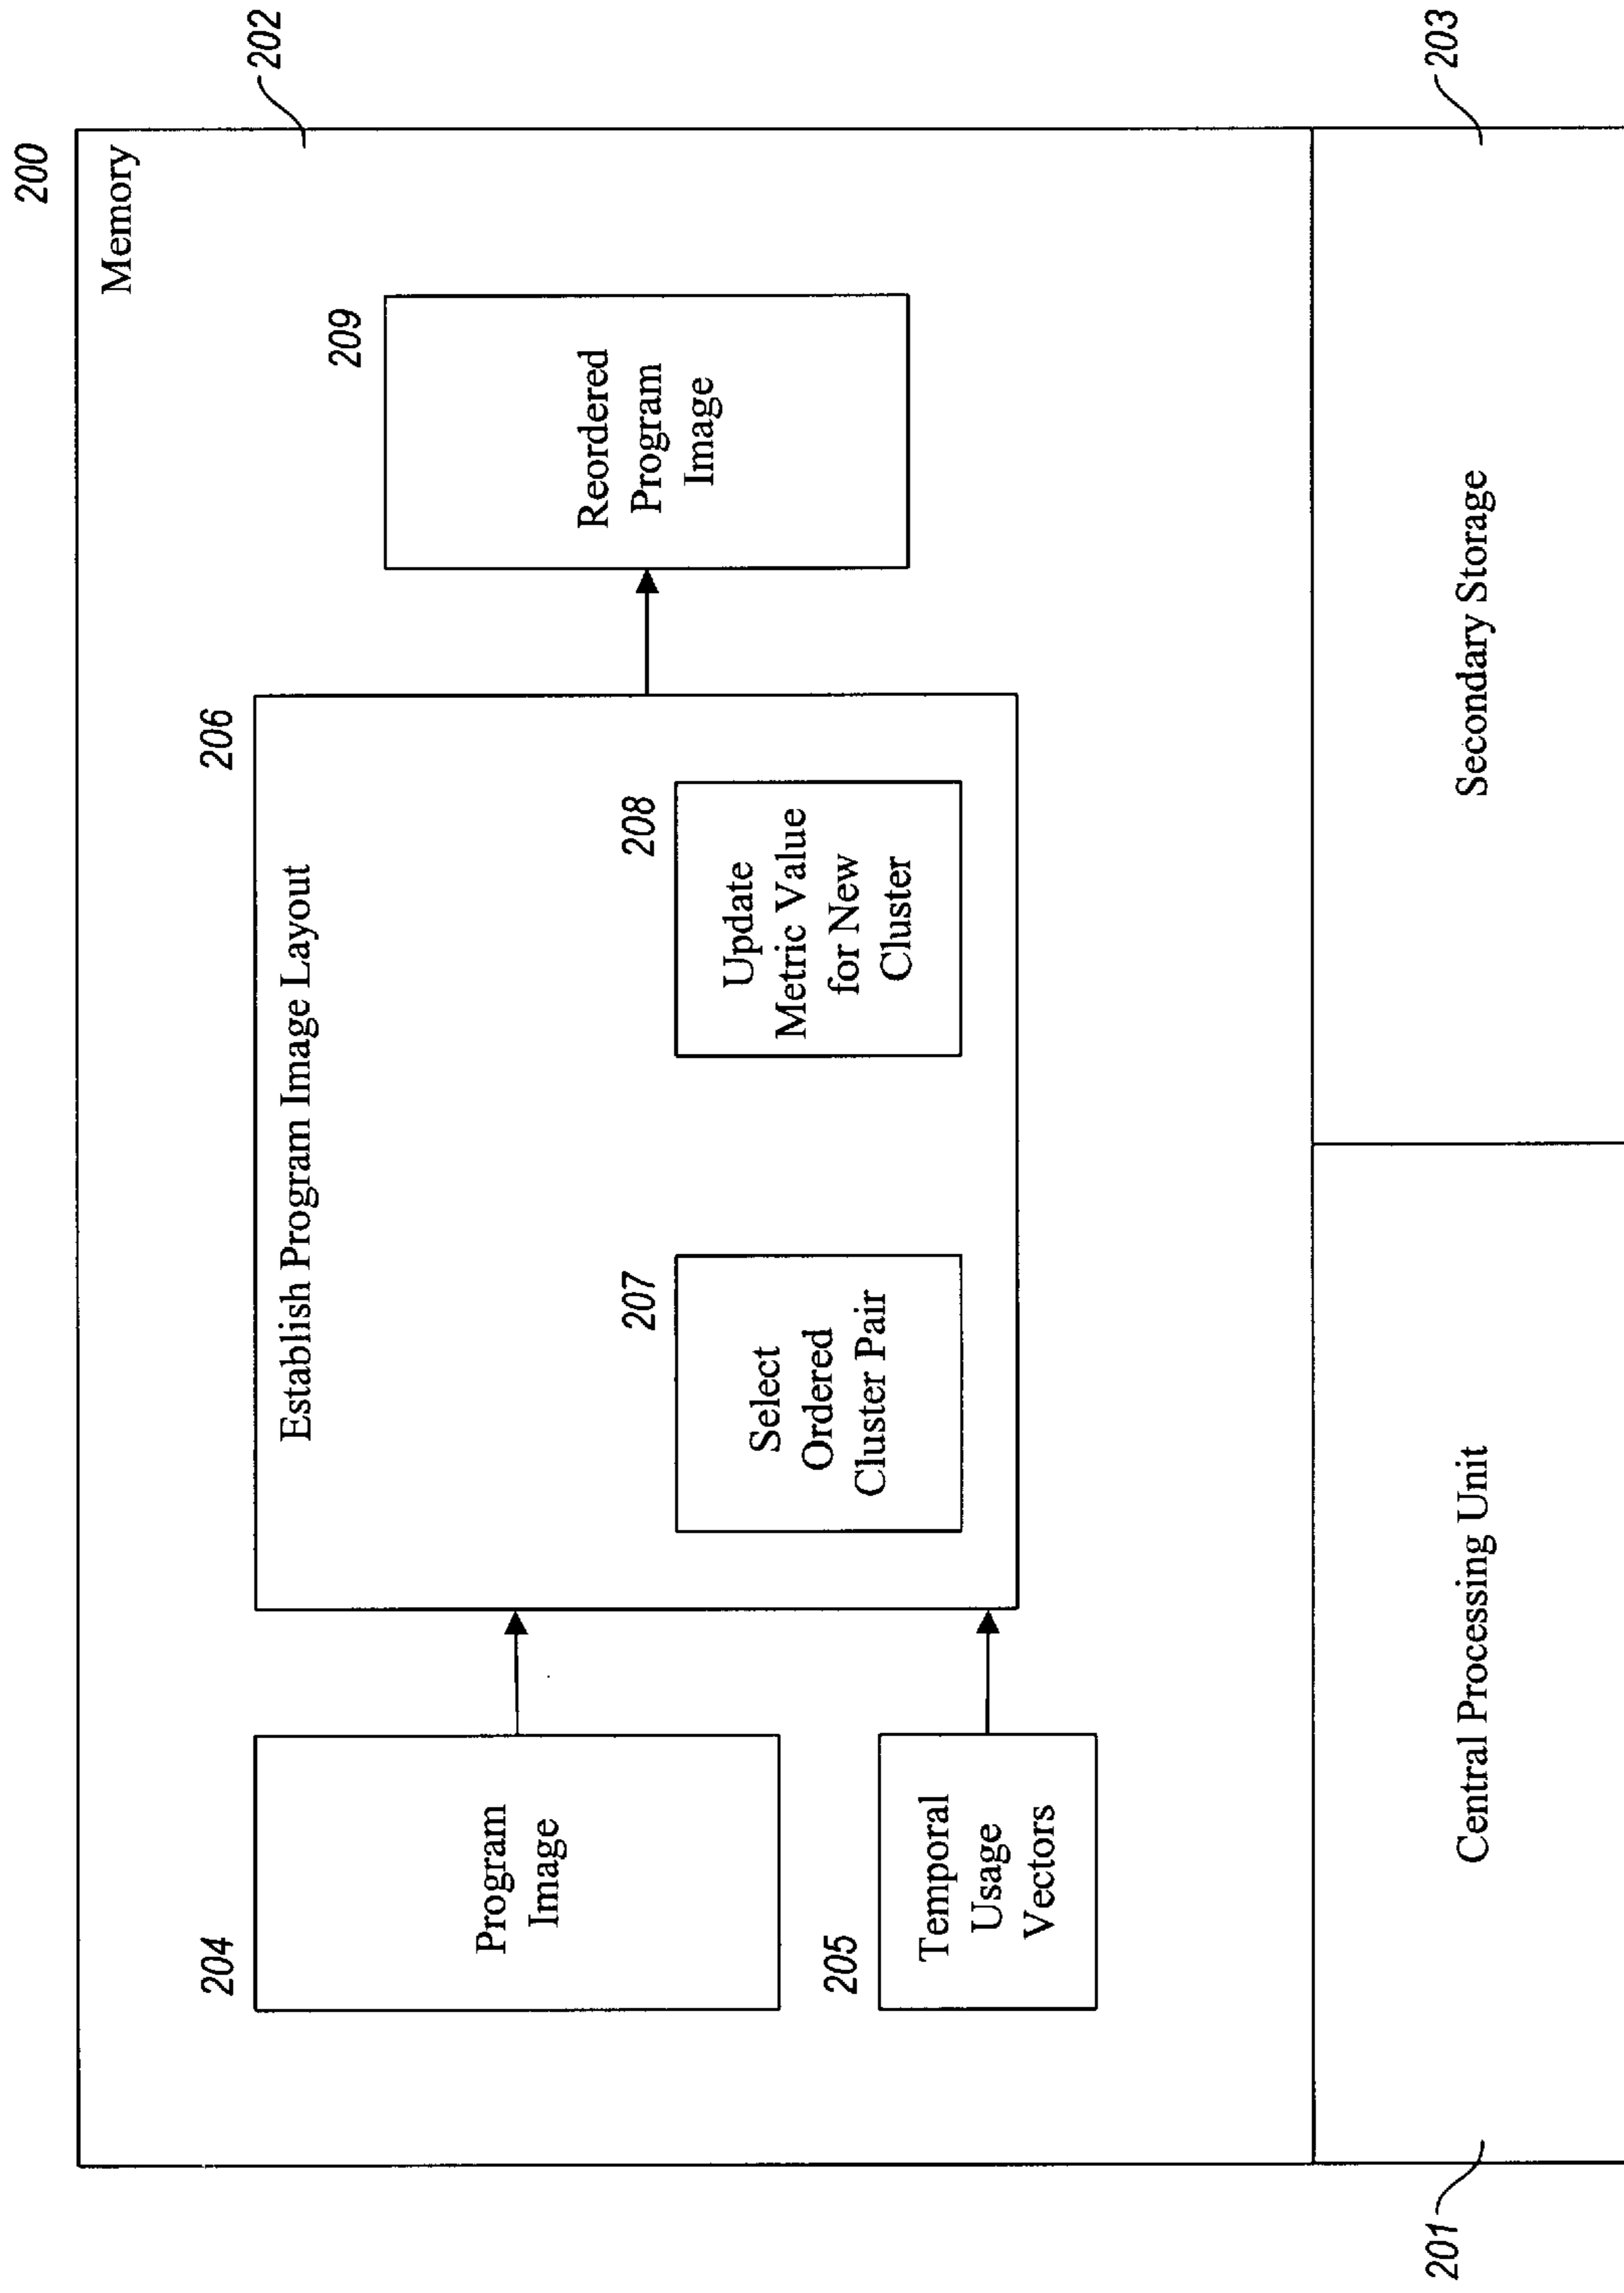 200
Memory
202
206
Establish Program Image Layout
204
Program
Image
209
Reordered
Program
Image
207
Select
Ordered
Cluster Pair
208
Update
Metric Value
for New
Cluster
205
Temporal
Usage
Vectors
201
Central Processing Unit
Secondary Storage
203